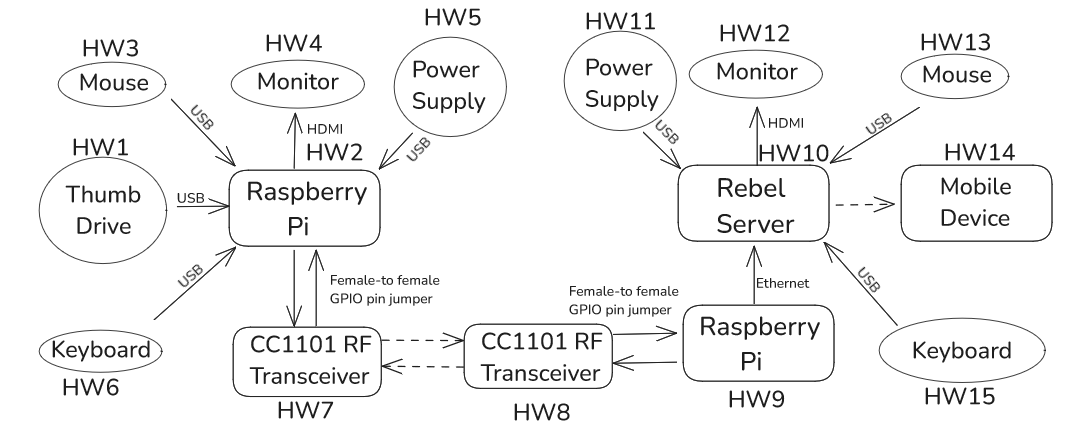 HW3
Mouse
USB
HW4
Monitor
HDMI
HW5
Power
Supply
USB
HW1
Thumb
Drive
USB
HW2
Raspberry
Pi
USB
Keyboard
HW6
Female-to female
GPIO pin jumper
CC1101 RF
Transceiver
HW7
CC1101 RF
Transceiver
HW8
Female-to female
GPIO pin jumper
Raspberry
Pi
HW9
Ethernet
HW11
Power
Supply
USB
HW12
Monitor
HDMI
HW13
Mouse
USB
HW10
Rebel
Server
HW14
Mobile
Device
USB
Keyboard
HW15